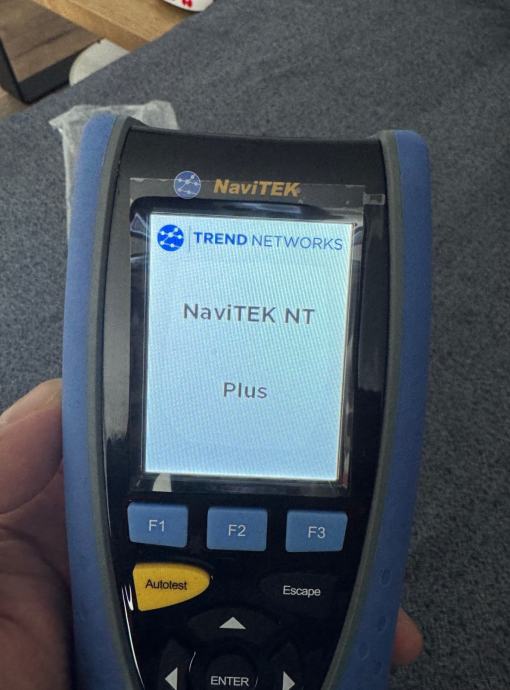 NaviTEK
TREND NETWORKS
NaviTEK NT
Plus
F1 F2 F3
Autotest Escape
ENTER